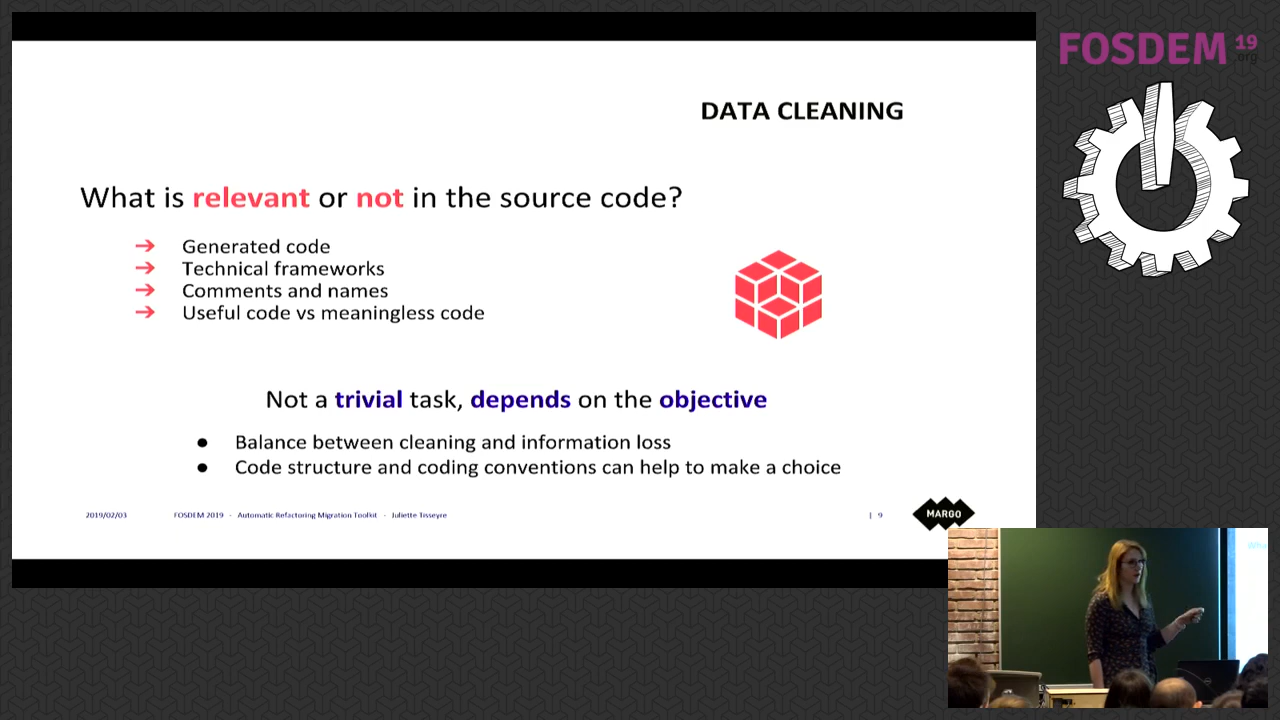 FOSDEM 19
.org
DATA CLEANING
What is relevant or not in the source code?
➔ Generated code
➔ Technical frameworks
➔ Comments and names
➔ Useful code vs meaningless code
Not a trivial task, depends on the objective
● Balance between cleaning and information loss
● Code structure and coding conventions can help to make a choice
2019/02/03 FOSDEM 2019 - Automatic Refactoring Migration Toolkit - Juliette Tisseyre | 9
MARGO